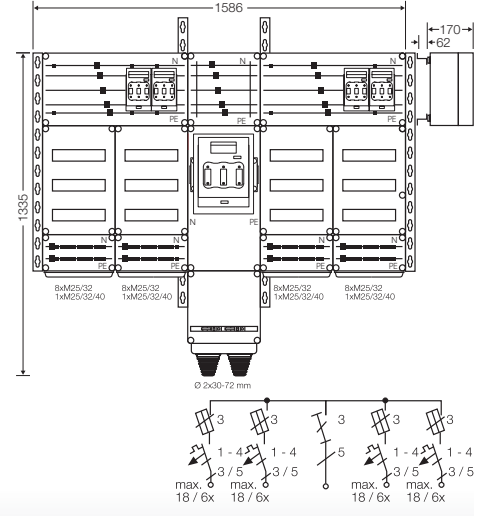 1586
170
62
1335
N
N
N
PE
PE
PE
N
PE
N
N
N
N
PE
PE
PE
PE
8xM25/32
1xM25/32/40
8xM25/32
1xM25/32/40
8xM25/32
1xM25/32/40
8xM25/32
1xM25/32/40
Ø 2x30-72 mm
3
3
3
3
3
1 - 4
1 - 4
5
1 - 4
1 - 4
3 / 5
3 / 5
3 / 5
3 / 5
max.
18 / 6x
max.
18 / 6x
max.
18 / 6x
max.
18 / 6x